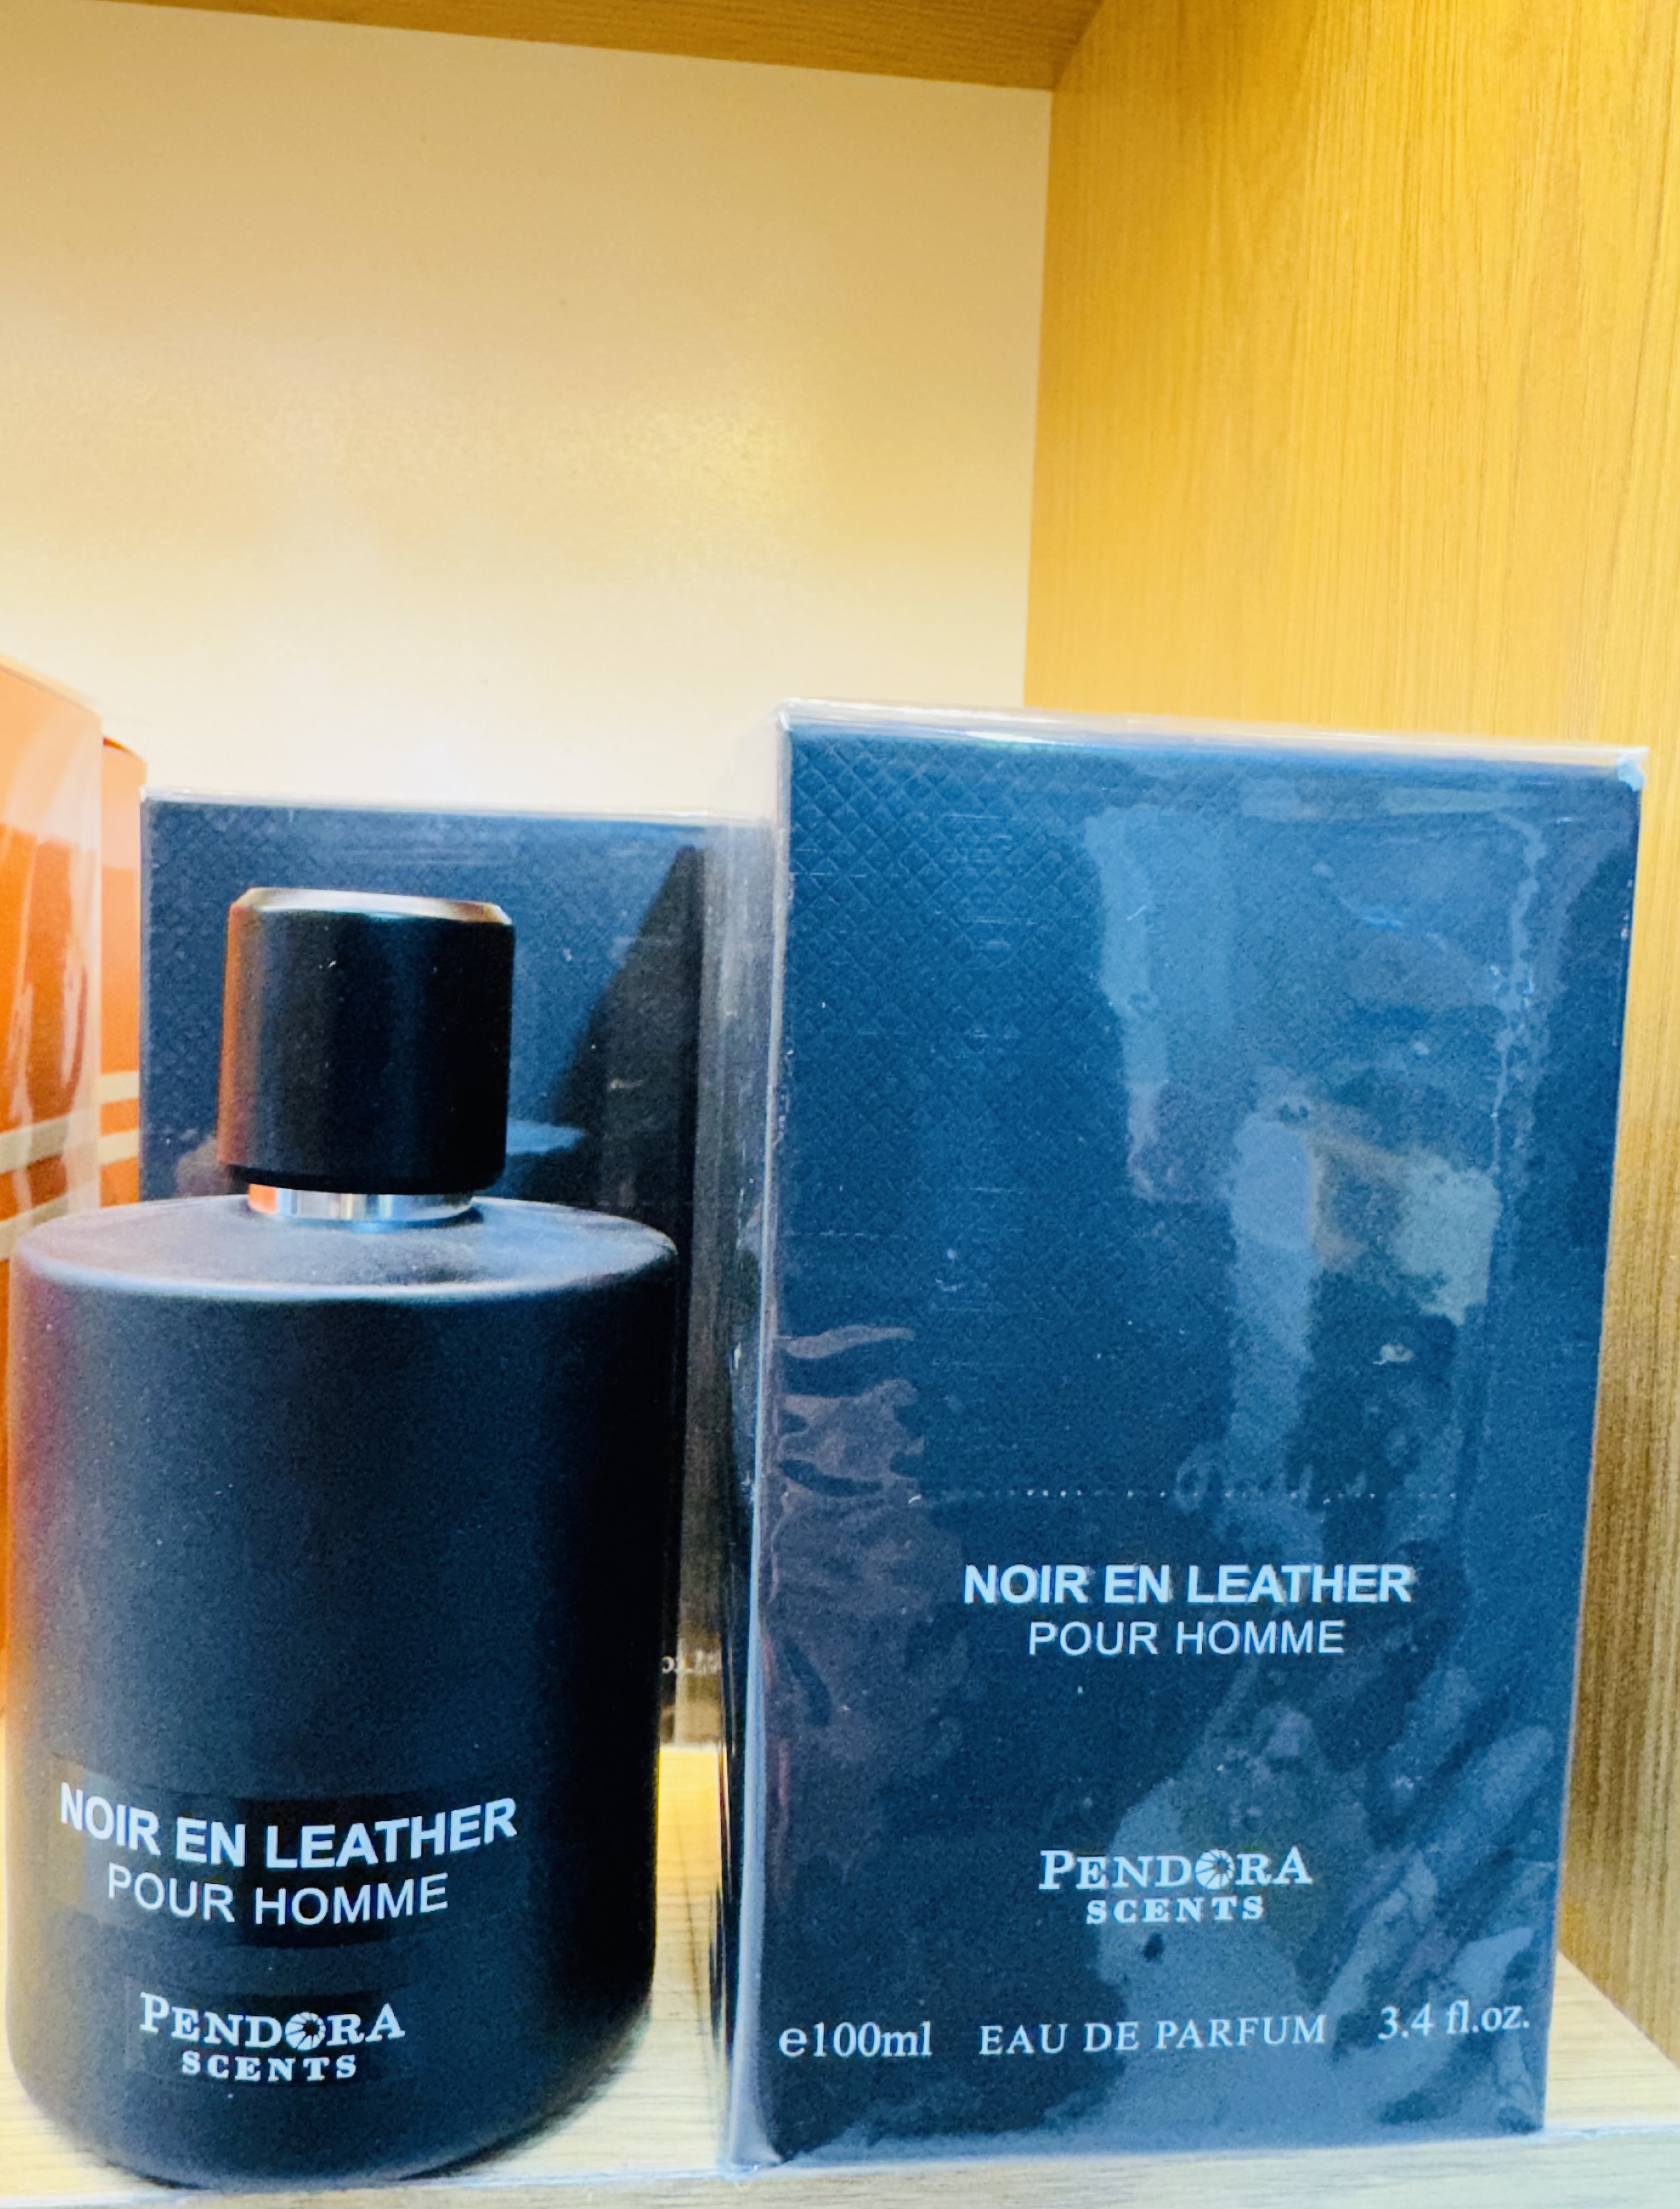 NOIR EN LEATHER
POUR HOMME
PENDORA
SCENTS
NOIR EN LEATHER
POUR HOMME
PENDORA
SCENTS
e100ml EAU DE PARFUM 3.4 fl.oz.